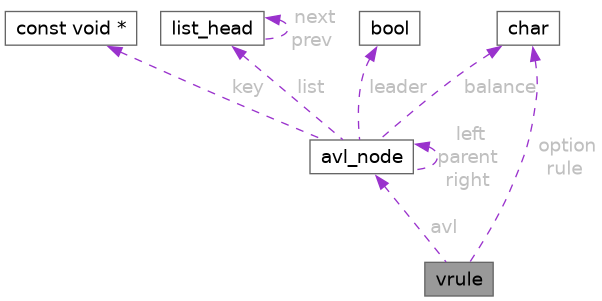 const void *
list_head
next
prev
bool
char
key
list
leader
balance
avl_node
left
parent
right
option
rule
avl
vrule